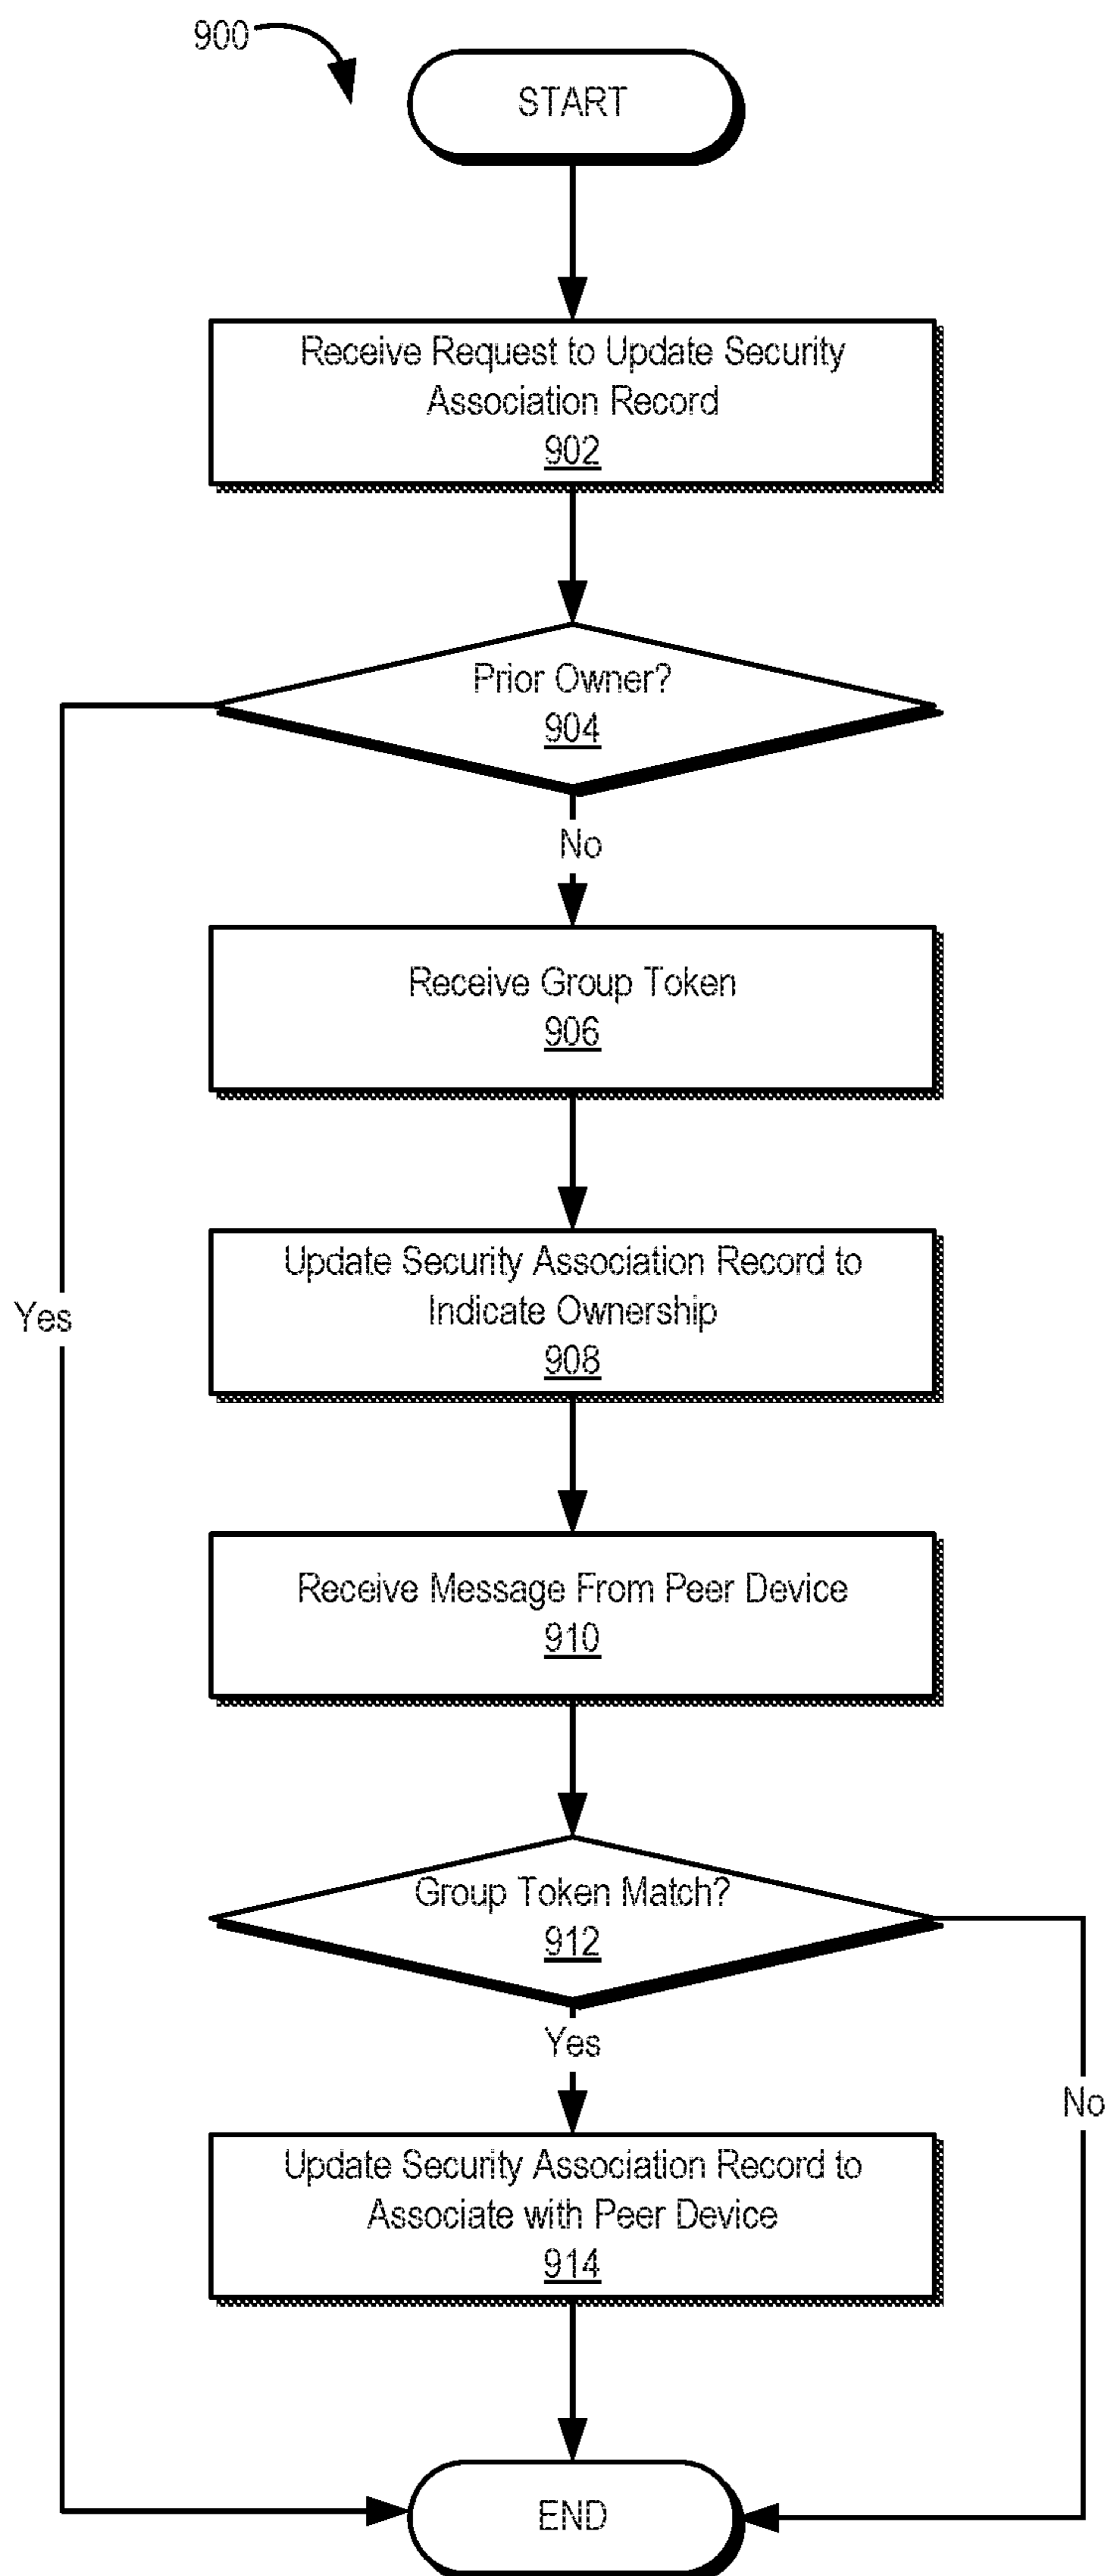 900
START
Receive Request to Update Security
Association Record
902
Prior Owner?
904
No
Receive Group Token
906
Update Security Association Record to
Indicate Ownership
908
Yes
Receive Message From Peer Device
910
Group Token Match?
912
Yes
No
Update Security Association Record to
Associate with Peer Device
914
END